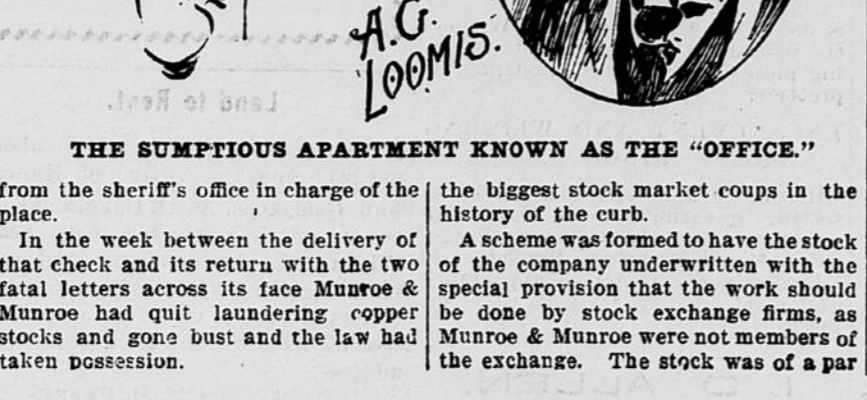 A.G.
LOOMIS.
THE SUMPTIOUS APARTMENT KNOWN AS THE "OFFICE."
from the sheriff's office in charge of the
place.
In the week between the delivery of
that check and its return with the two
fatal letters across its face Munroe &
Munroe had quit laundering copper
stocks and gone bust and the law had
taken possession.
the biggest stock market coups in the
history of the curb.
A scheme was formed to have the stock
of the company underwritten with the
special provision that the work should
be done by stock exchange firms, as
Munroe & Munroe were not members of
the exchange. The stock was of a par